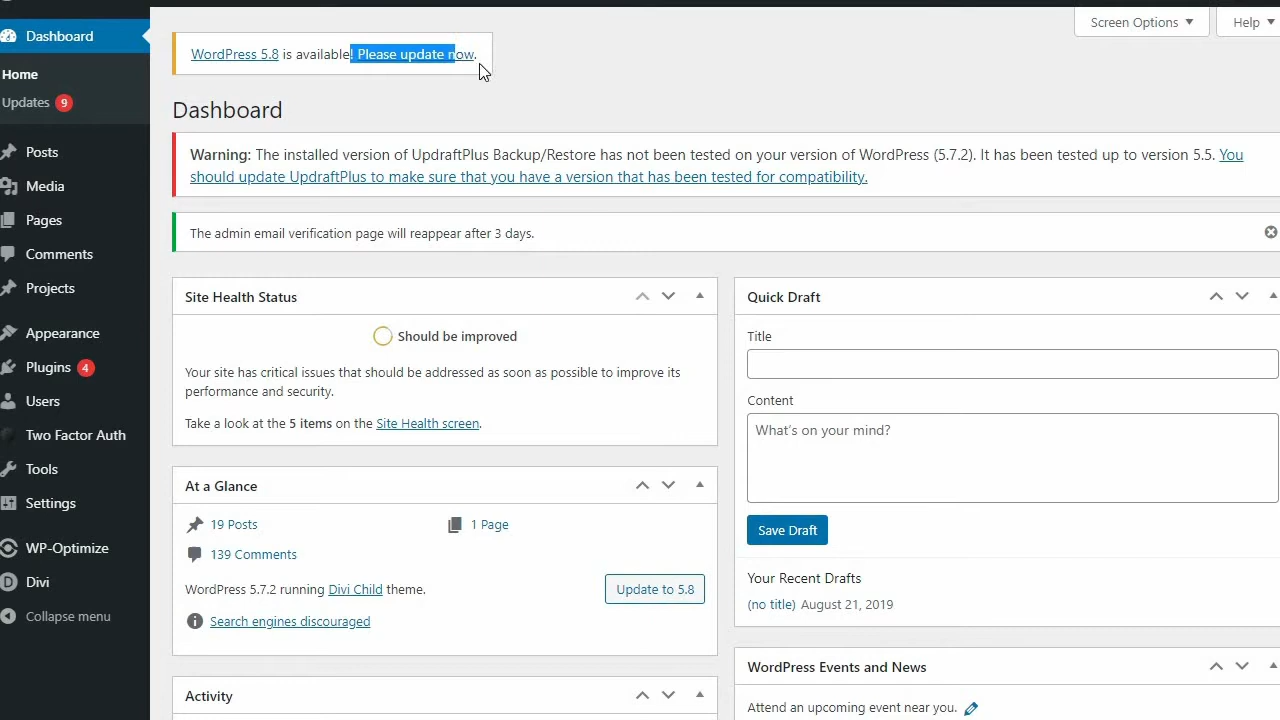 Screen Options
Help
Dashboard
WordPress 5.8 is available! Please update now.
Home
Updates 9
Dashboard
Posts
Warning: The installed version of UpdraftPlus Backup/Restore has not been tested on your version of WordPress (5.7.2). It has been tested up to version 5.5. You
should update UpdraftPlus to make sure that you have a version that has been tested for compatibility.
Media
Pages
The admin email verification page will reappear after 3 days.
Comments
Projects
Appearance
Plugins 4
Users
Two Factor Auth
Tools
Settings
WP-Optimize
Divi
Collapse menu
Site Health Status
Should be improved
Your site has critical issues that should be addressed as soon as possible to improve its
performance and security.
Take a look at the 5 items on the Site Health screen.
At a Glance
19 Posts
1 Page
139 Comments
WordPress 5.7.2 running Divi Child theme.
Update to 5.8
Search engines discouraged
Activity
Quick Draft
Title
Content
What's on your mind?
Save Draft
Your Recent Drafts
(no title) August 21, 2019
WordPress Events and News
Attend an upcoming event near you.